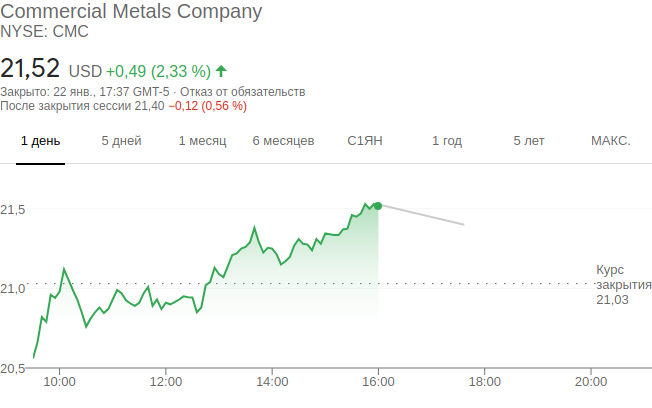 Commercial Metals Company
NYSE: CMC
21,52 USD +0,49 (2,33 %)
Закрыто: 22 янв., 17:37 GMT-5 · Отказ от обязательств
После закрытия сессии 21,40 −0,12 (0,56 %)
1 день 5 дней 1 месяц 6 месяцев С1ЯН 1 год 5 лет МАКС.
21,5
21,0
20,5
Курс
закрытия
21,03
10:00 12:00 14:00 16:00 18:00 20:00